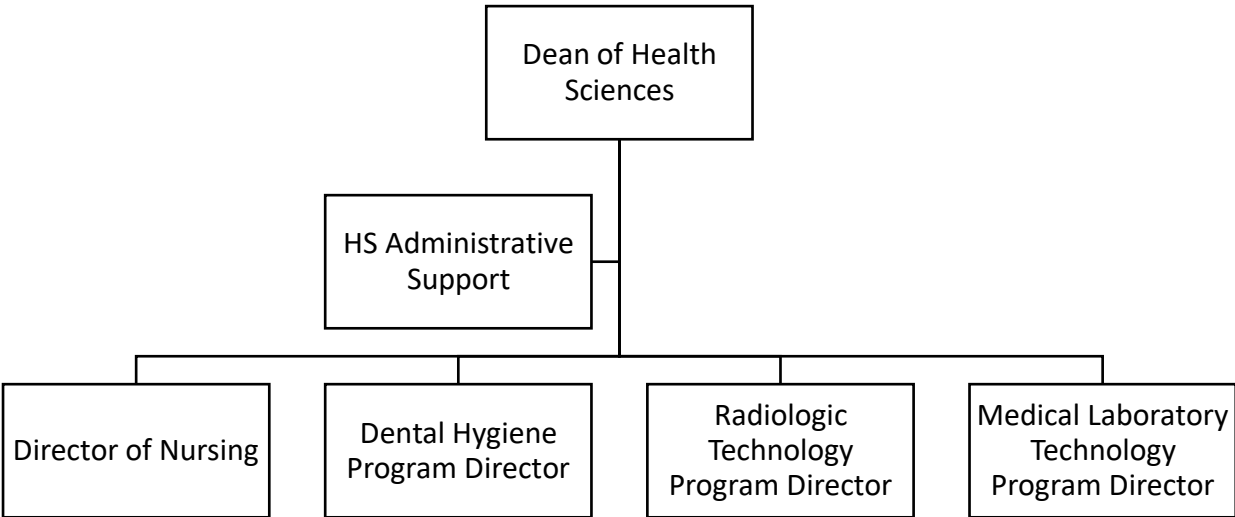 Dean of Health
Sciences
HS Administrative
Support
Director of Nursing
Dental Hygiene
Program Director
Radiologic
Technology
Program Director
Medical Laboratory
Technology
Program Director